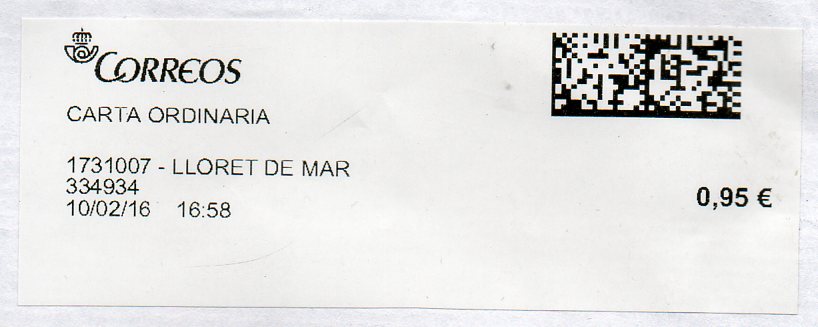 CORREOS
CARTA ORDINARIA
1731007 - LLORET DE MAR
334934
10/02/16 16:58
0,95 €